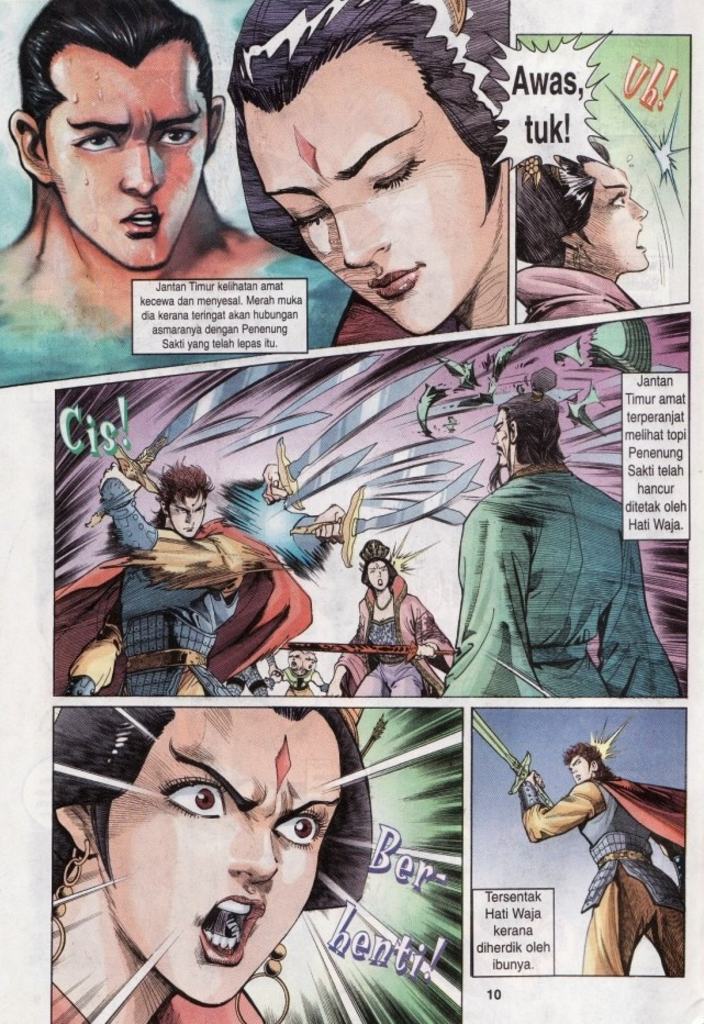 Awas,
tuk!
Uh!
Jantan Timur kelihatan amat
kecewa dan menyesal. Merah muka
dia kerana teringat akan hubungan
asmaranya dengan Penenung
Sakti yang telah lepas itu.
Cis!
Jantan
Timur amat
terperanjat
melihat topi
Penenung
Sakti telah
hancur
ditetak oleh
Hati Waja.
Ber-
henti!
Tersentak
Hati Waja
kerana
diherdik oleh
ibunya.
10